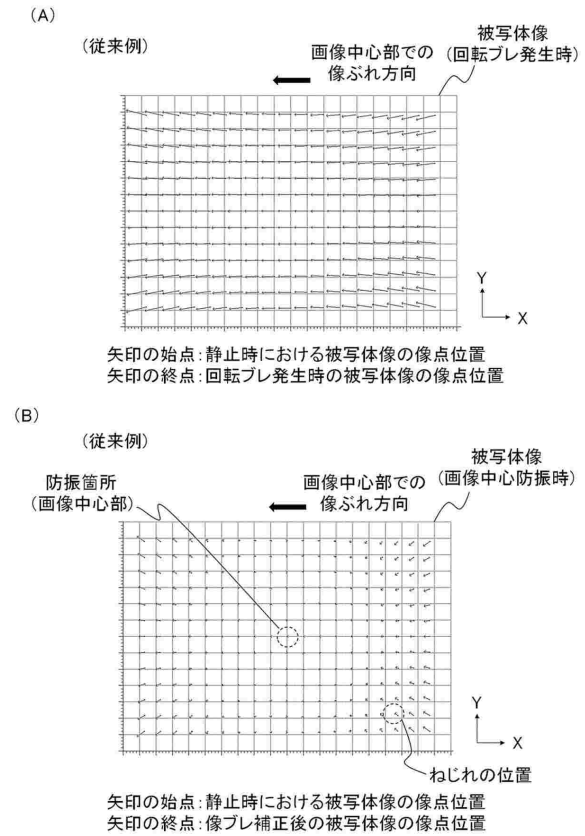 (A)
(従来例)
画像中心部での
像ぶれ方向
被写体像
(回転ブレ発生時)
Y
X
矢印の始点:静止時における被写体像の像点位置
矢印の終点:回転ブレ発生時の被写体像の像点位置
(B)
(従来例)
防振箇所
(画像中心部)
画像中心部での
像ぶれ方向
被写体像
(画像中心防振時)
Y
X
ねじれの位置
矢印の始点:静止時における被写体像の像点位置
矢印の終点:像ブレ補正後の被写体像の像点位置